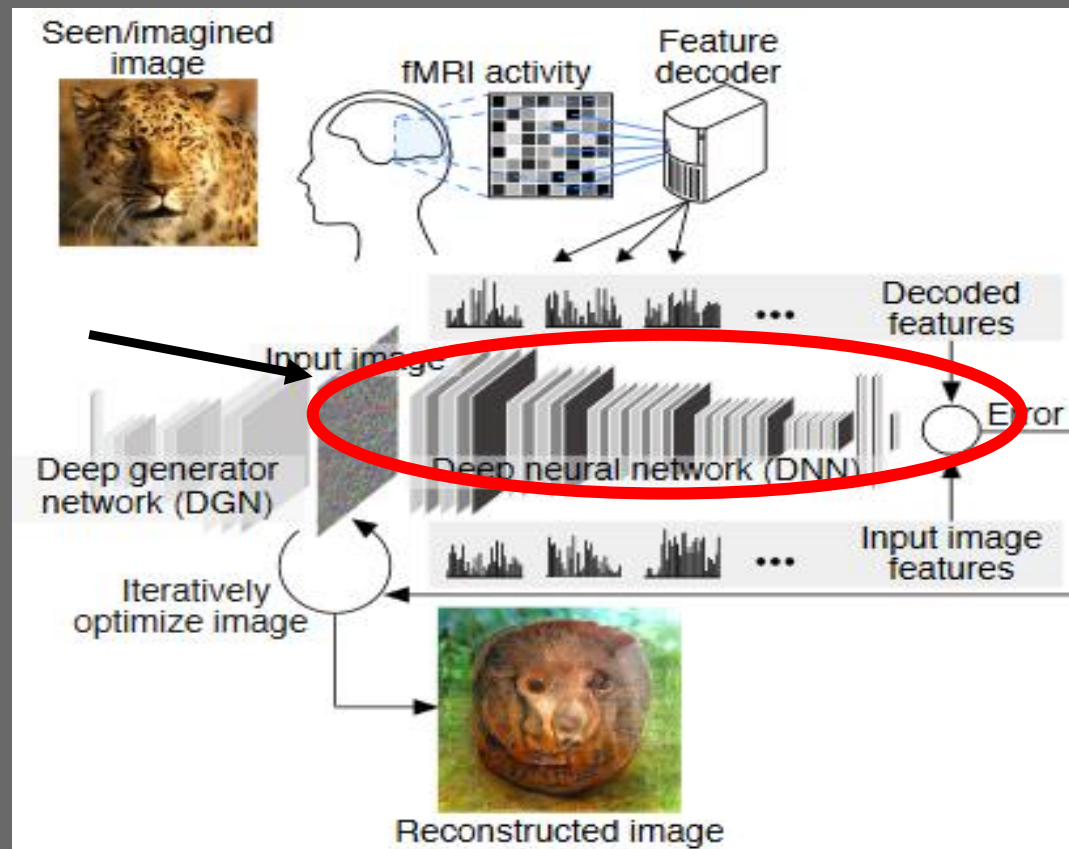 Seen/imagined
image
fMRI activity
Feature
decoder
Decoded
features
Input image
Error
Deep generator
network (DGN)
Deep neural network (DNN)
Input image
features
Iteratively
optimize image
Reconstructed image